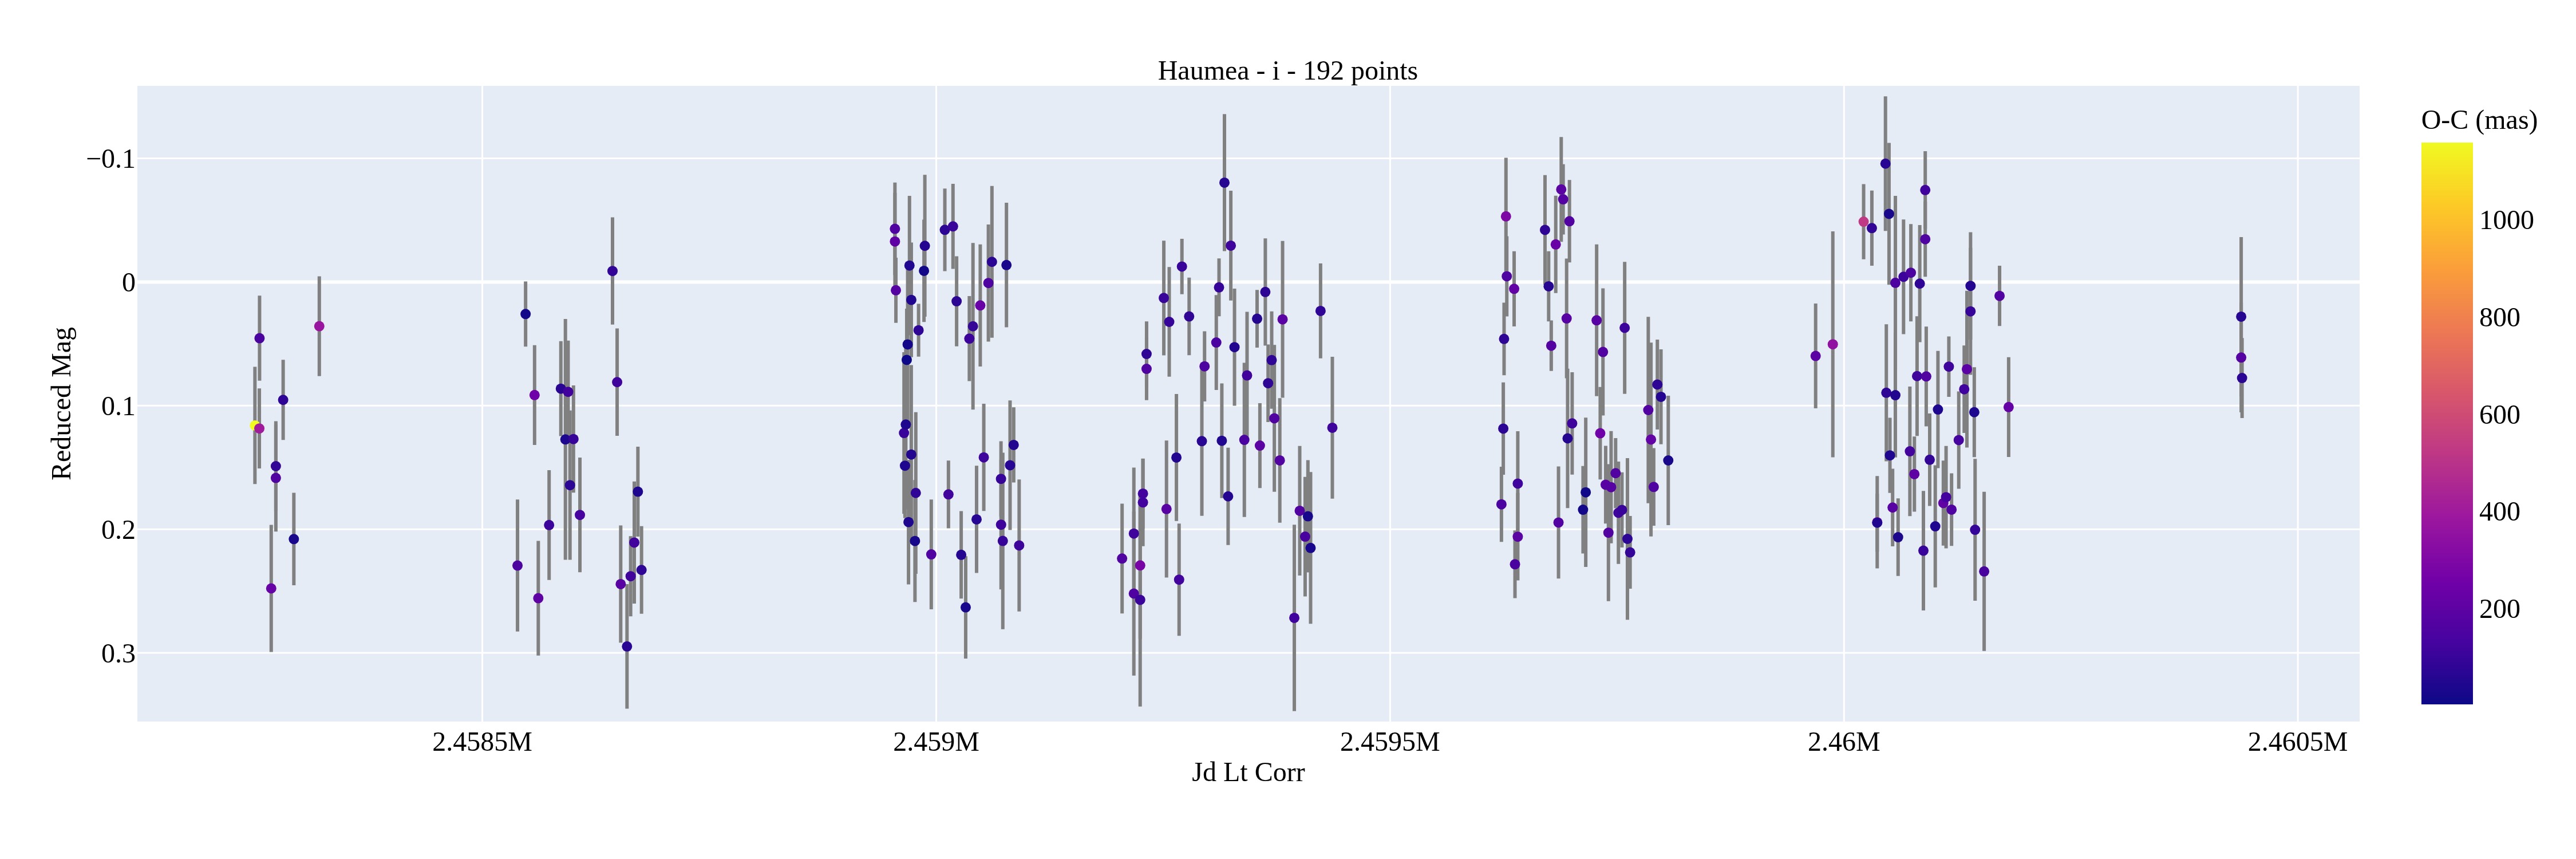 Haumea - i - 192 points
O-C (mas)
−0.1
0
0.1
0.2
0.3
Reduced Mag
1000
800
600
400
200
2.4585M 2.459M 2.4595M 2.46M 2.4605M
Jd Lt Corr